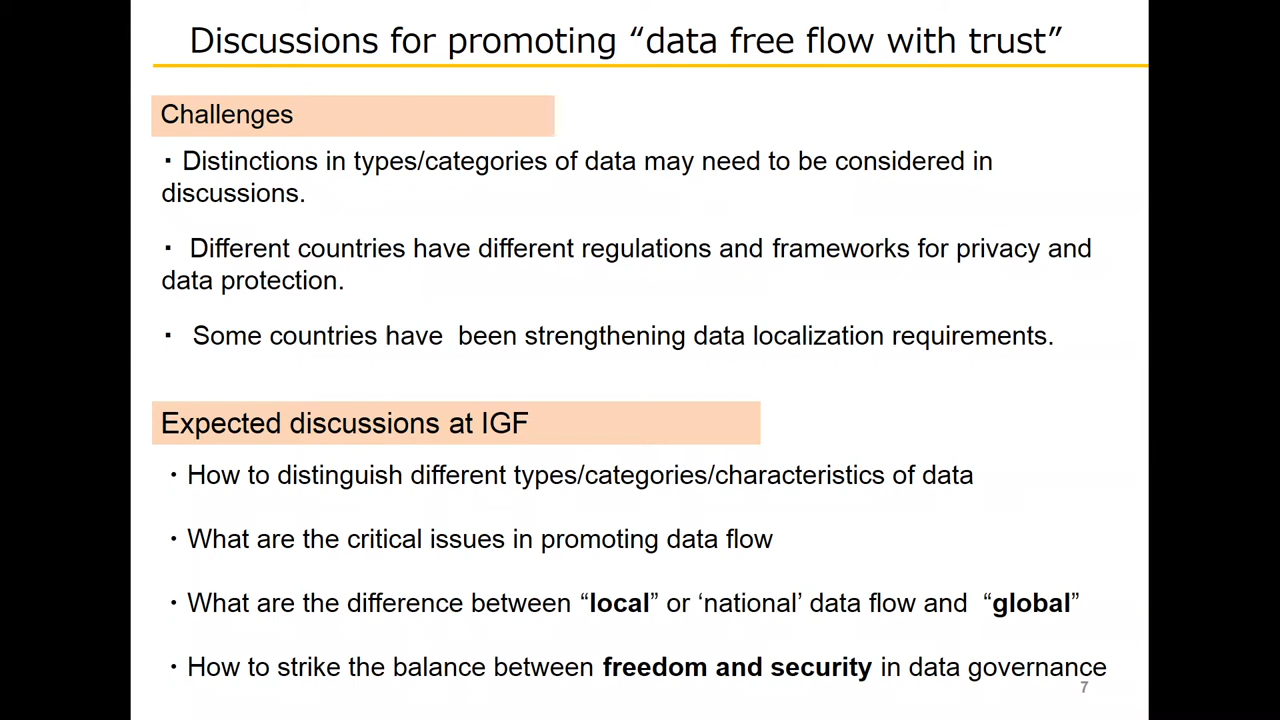 Discussions for promoting “data free flow with trust”
Challenges
・Distinctions in types/categories of data may need to be considered in
discussions.
・ Different countries have different regulations and frameworks for privacy and
data protection.
・ Some countries have  been strengthening data localization requirements.
Expected discussions at IGF
・How to distinguish different types/categories/characteristics of data
・What are the critical issues in promoting data flow
・What are the difference between “local” or ‘national’ data flow and  “global”
・How to strike the balance between freedom and security in data governance
7